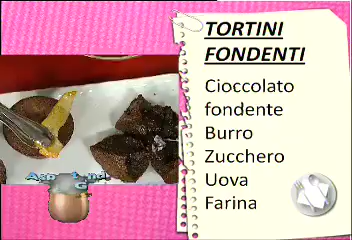 TORTINI
FONDENTI
Cioccolato
fondente
Burro
Zucchero
Uova
Farina